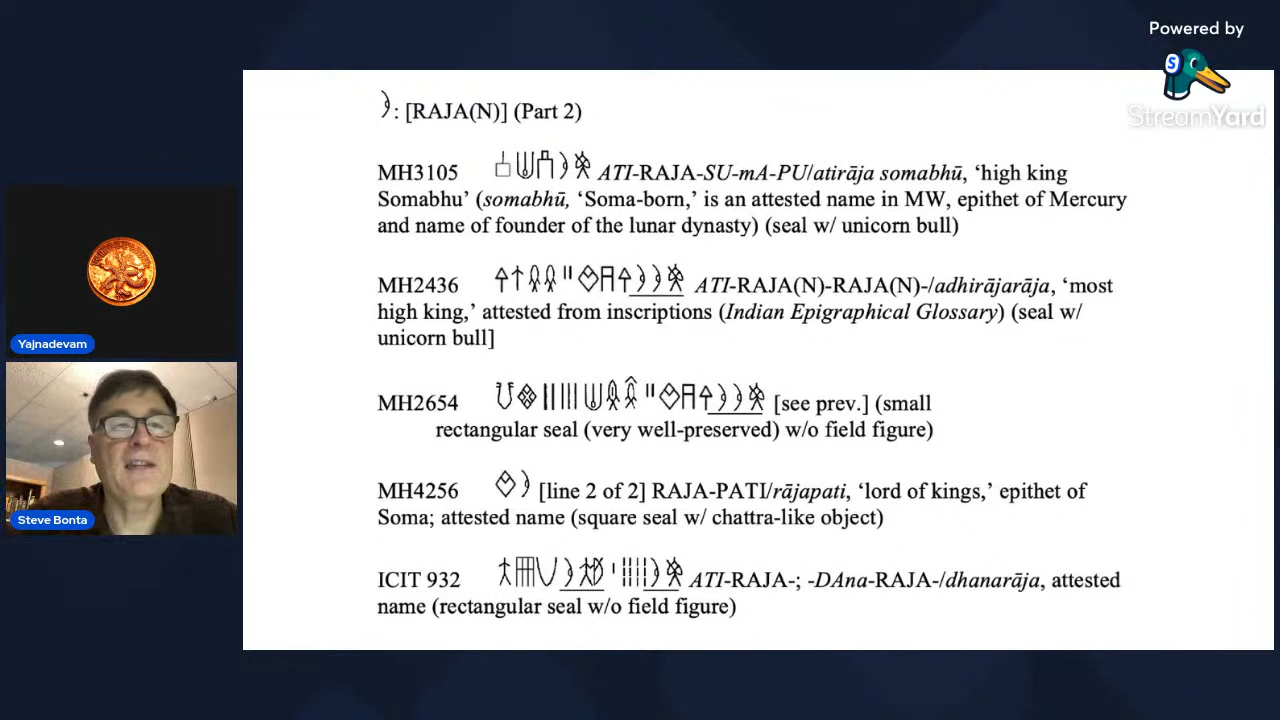 Powered by
StreamYard
: [RAJA(N)] (Part 2)
MH3105 ATI-RAJA-SU-mA-PU/atirāja somabhū, ‘high king
Somabhu’ (somabhū, ‘Soma-born,’ is an attested name in MW, epithet of Mercury
and name of founder of the lunar dynasty) (seal w/ unicorn bull)
MH2436 ATI-RAJA(N)-RAJA(N)-/adhirājarāja, ‘most
high king,’ attested from inscriptions (Indian Epigraphical Glossary) (seal w/
unicorn bull]
MH2654 [see prev.] (small
rectangular seal (very well-preserved) w/o field figure)
MH4256 [line 2 of 2] RAJA-PATI/rājapati, ‘lord of kings,’ epithet of
Soma; attested name (square seal w/ chattra-like object)
ICIT 932 ATI-RAJA-; -DAna-RAJA-/dhanarāja, attested
name (rectangular seal w/o field figure)
Yajnadevam
Steve Bonta